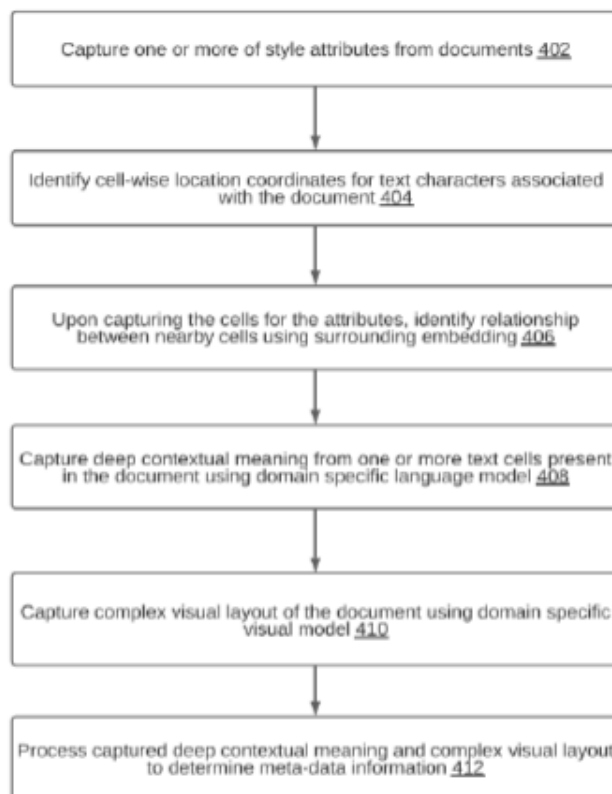 Capture one or more of style attributes from documents 402
Identify cell-wise location coordinates for text characters associated
with the document 404
Upon capturing the cells for the attributes, identify relationship
between nearby cells using surrounding embedding 406
Capture deep contextual meaning from one or more text cells present
in the document using domain specific language model 408
Capture complex visual layout of the document using domain specific
visual model 410
Process captured deep contextual meaning and complex visual layout
to determine meta-data information 412